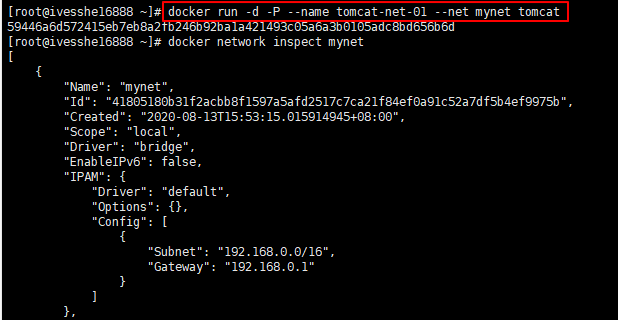 [root@ivesshe16888 ~]# docker run -d -P --name tomcat-net-01 --net mynet tomcat
59446a6d572415eb7eb8a2fb246b92ba1a421493c05a6a3b0105adc8bd656b6d
[root@ivesshe16888 ~]# docker network inspect mynet
[
    {
        "Name": "mynet",
        "Id": "41805180b31f2acbb8f1597a5afd2517c7ca21f84ef0a91c52a7df5b4ef9975b",
        "Created": "2020-08-13T15:53:15.015914945+08:00",
        "Scope": "local",
        "Driver": "bridge",
        "EnableIPv6": false,
        "IPAM": {
            "Driver": "default",
            "Options": {},
            "Config": [
                {
                    "Subnet": "192.168.0.0/16",
                    "Gateway": "192.168.0.1"
                }
            ]
        },